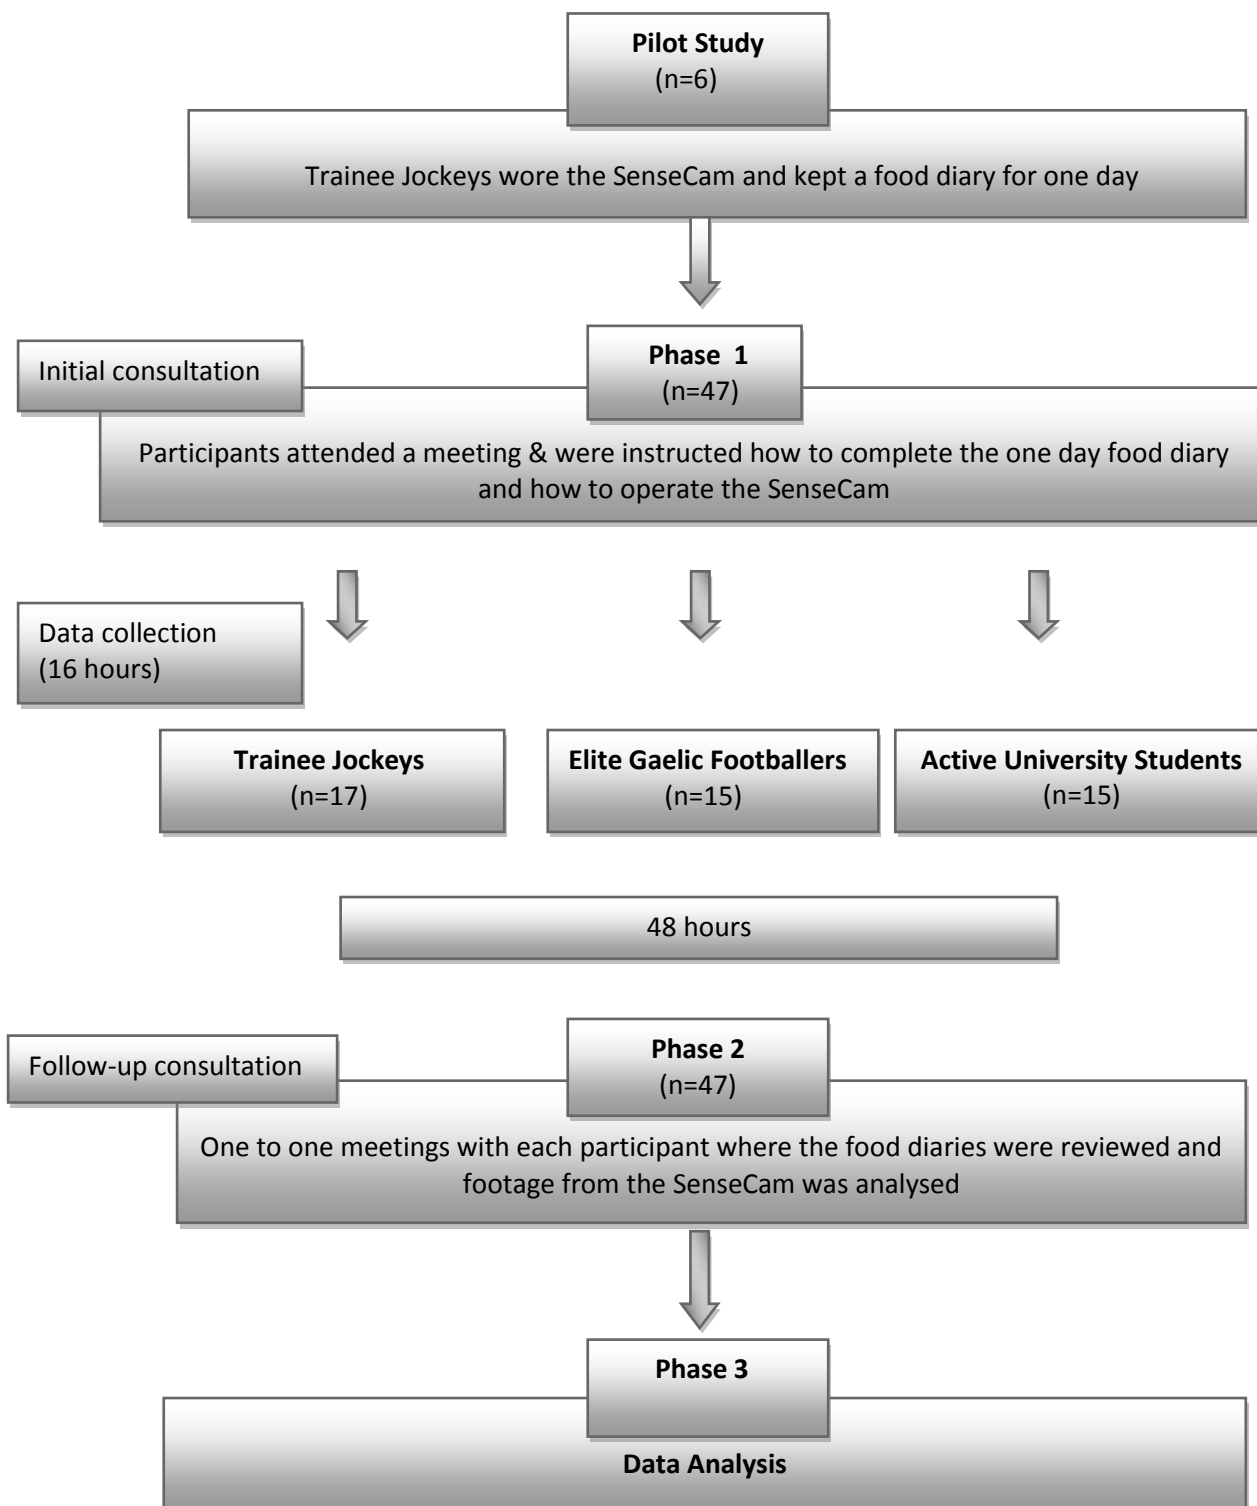 Pilot Study
(n=6)
Trainee Jockeys wore the SenseCam and kept a food diary for one day
Phase 1
(n=47)
Initial consultation
Participants attended a meeting & were instructed how to complete the one day food diary
and how to operate the SenseCam
Data collection
(16 hours)
Trainee Jockeys
(n=17)
Elite Gaelic Footballers
(n=15)
Active University Students
(n=15)
48 hours
Phase 2
(n=47)
Follow-up consultation
One to one meetings with each participant where the food diaries were reviewed and
footage from the SenseCam was analysed
Phase 3
Data Analysis